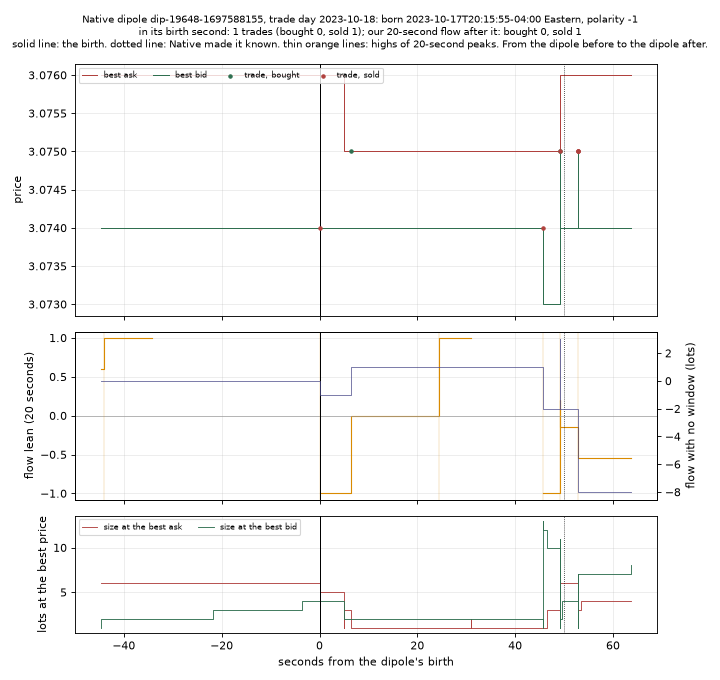 Native dipole dip-19648-1697588155, trade day 2023-10-18: born 2023-10-17T20:15:55-04:00 Eastern, polarity -1
in its birth second: 1 trades (bought 0, sold 1); our 20-second flow after it: bought 0, sold 1
solid line: the birth. dotted line: Native made it known. thin orange lines: highs of 20-second peaks. From the dipole before to the dipole after.
best ask best bid trade, bought trade, sold
3.0760
3.0755
3.0750
3.0745
3.0740
3.0735
3.0730
price
1.0
0.5
0.0
−0.5
−1.0
flow lean (20 seconds)
2
0
−2
−4
−6
−8
flow with no window (lots)
size at the best ask size at the best bid
10
5
lots at the best price
−40 −20 0 20 40 60
seconds from the dipole's birth